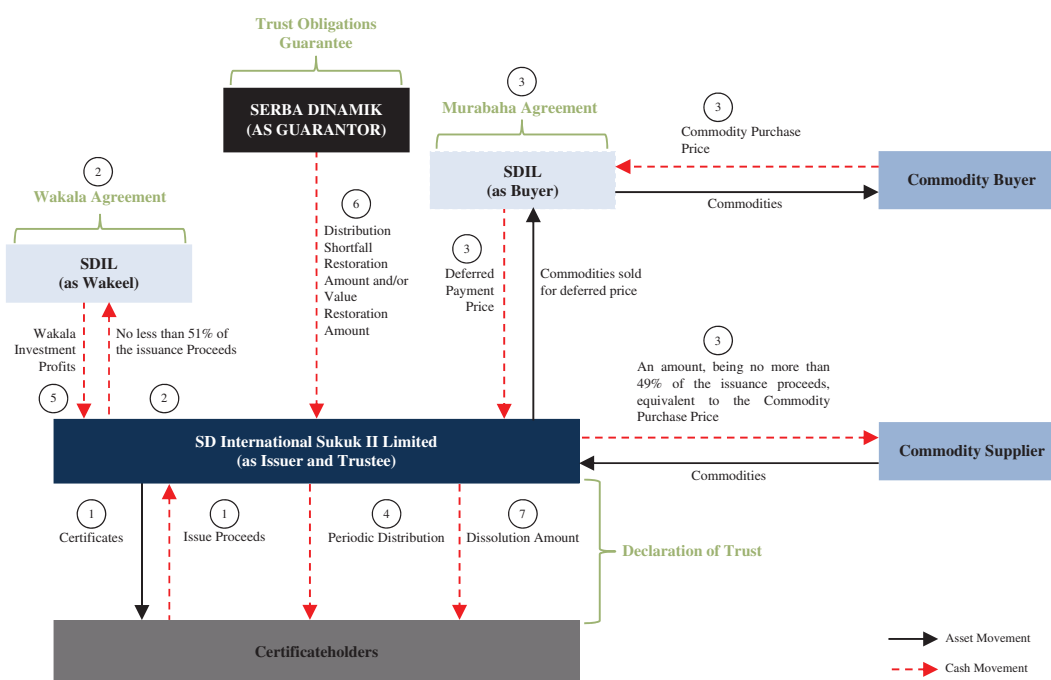 Trust Obligations
Guarantee
SERBA DINAMIK
(AS GUARANTOR)
3
Murabaha Agreement
SDIL
(as Buyer)
3
Commodity Purchase
Price
Commodity Buyer
Commodities
2
Wakala Agreement
SDIL
(as Wakeel)
6
Distribution
Shortfall
Restoration
Amount and/or
Value
Restoration
Amount
3
Deferred
Payment
Price
Commodities sold
for deferred price
Wakala
Investment
Profits
No less than 51% of
the issuance Proceeds
5
2
3
An amount, being no more than
49% of the issuance proceeds,
equivalent to the Commodity
Purchase Price
SD International Sukuk II Limited
(as Issuer and Trustee)
Commodity Supplier
Commodities
1
Certificates
1
Issue Proceeds
4
Periodic Distribution
7
Dissolution Amount
Declaration of Trust
Certificateholders
Asset Movement
Cash Movement